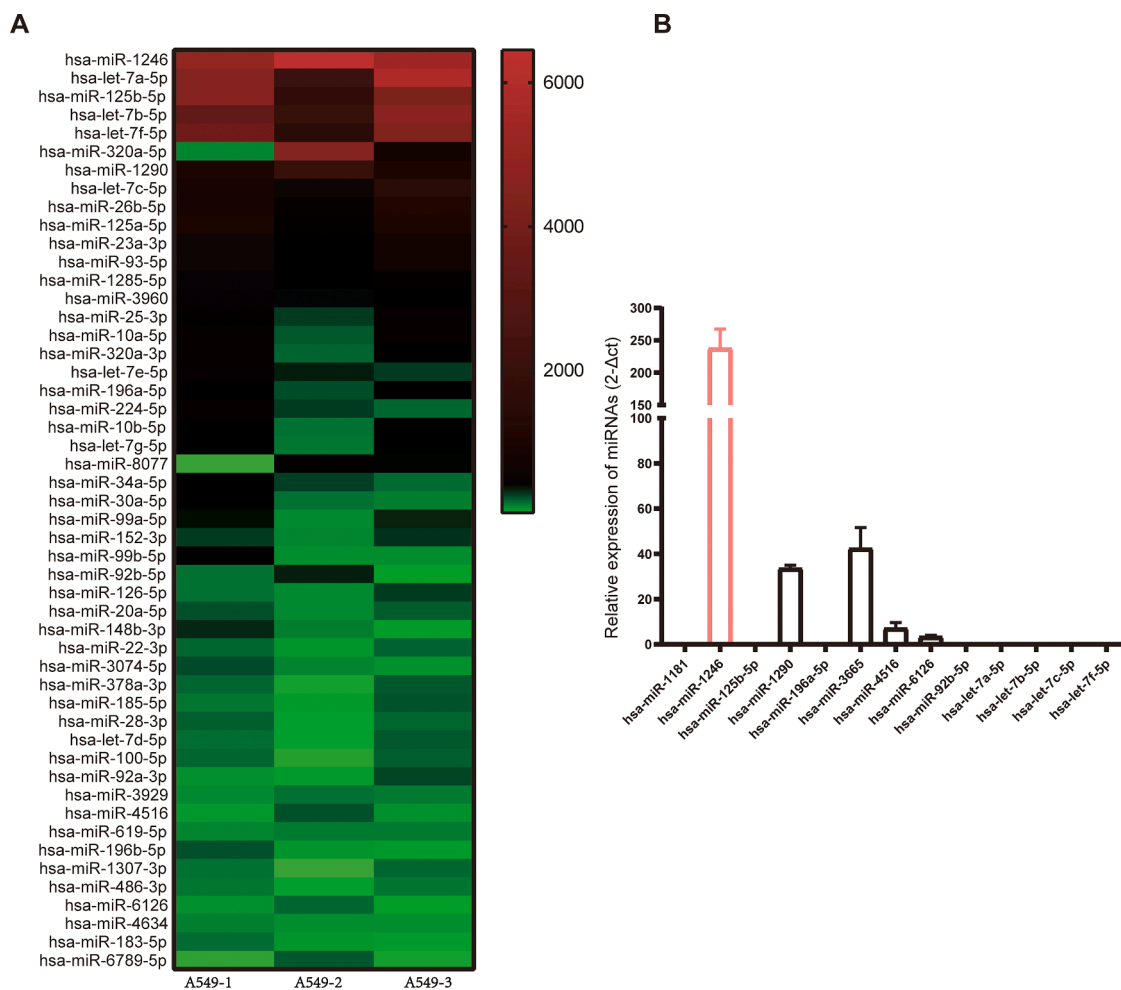 A
hsa-miR-1246
hsa-let-7a-5p
hsa-miR-125b-5p
hsa-let-7b-5p
hsa-let-7f-5p
hsa-miR-320a-5p
hsa-miR-1290
hsa-let-7c-5p
hsa-miR-26b-5p
hsa-miR-125a-5p
hsa-miR-23a-3p
hsa-miR-93-5p
hsa-miR-1285-5p
hsa-miR-3960
hsa-miR-25-3p
hsa-miR-10a-5p
hsa-miR-320a-3p
hsa-let-7e-5p
hsa-miR-196a-5p
hsa-miR-224-5p
hsa-miR-10b-5p
hsa-let-7g-5p
hsa-miR-8077
hsa-miR-34a-5p
hsa-miR-30a-5p
hsa-miR-99a-5p
hsa-miR-152-3p
hsa-miR-99b-5p
hsa-miR-92b-5p
hsa-miR-126-5p
hsa-miR-20a-5p
hsa-miR-148b-3p
hsa-miR-22-3p
hsa-miR-3074-5p
hsa-miR-378a-3p
hsa-miR-185-5p
hsa-miR-28-3p
hsa-let-7d-5p
hsa-miR-100-5p
hsa-miR-92a-3p
hsa-miR-3929
hsa-miR-4516
hsa-miR-619-5p
hsa-miR-196b-5p
hsa-miR-1307-3p
hsa-miR-486-3p
hsa-miR-6126
hsa-miR-4634
hsa-miR-183-5p
hsa-miR-6789-5p
A549-1 A549-2 A549-3
6000
4000
2000
B
Relative expression of miRNAs (2-Δct)
300
250
200
150
100
80
60
40
20
0
hsa-miR-1181
hsa-miR-1246
hsa-miR-125b-5p
hsa-miR-1290
hsa-miR-196a-5p
hsa-miR-3665
hsa-miR-4516
hsa-miR-6126
hsa-miR-92b-5p
hsa-let-7a-5p
hsa-let-7b-5p
hsa-let-7c-5p
hsa-let-7f-5p